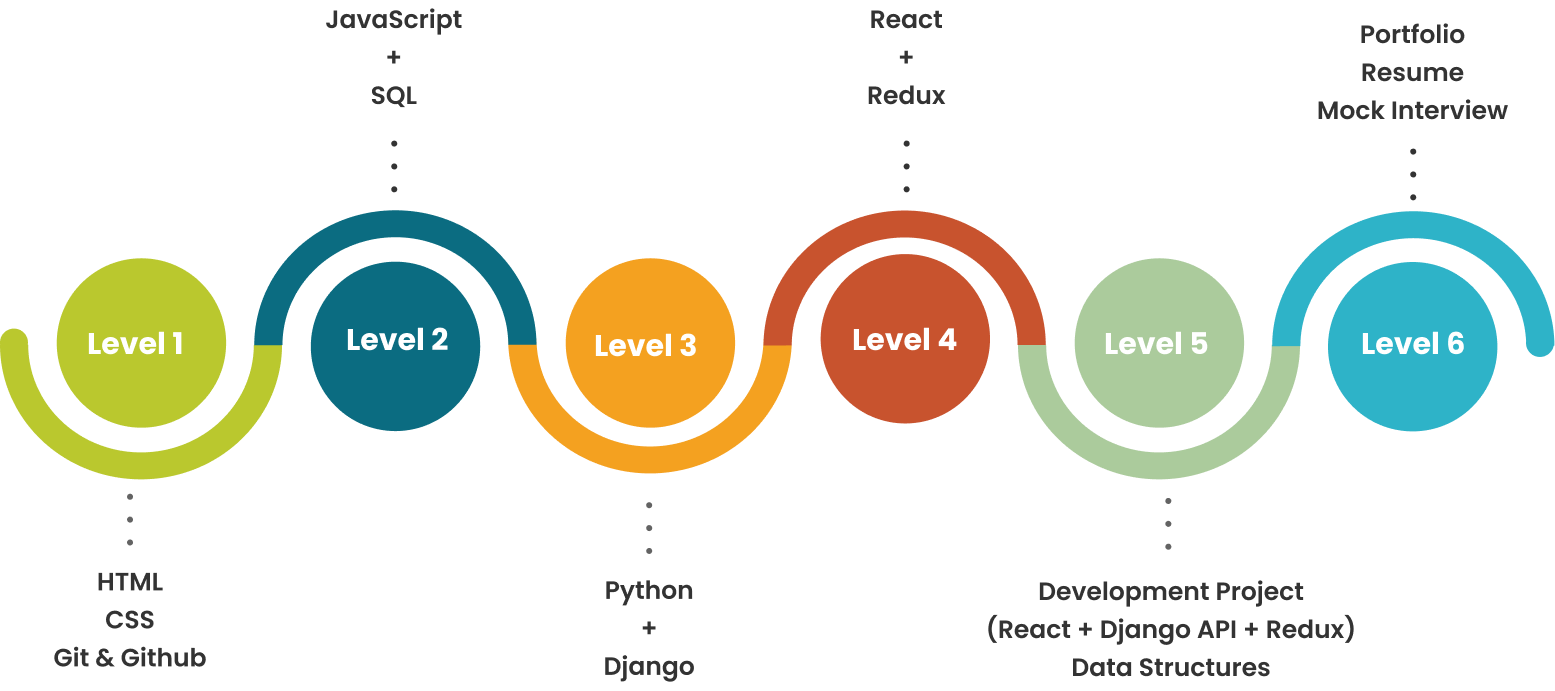 JavaScript
+
SQL
React
+
Redux
Portfolio
Resume
Mock Interview
Level 1
Level 2
Level 3
Level 4
Level 5
Level 6
HTML
CSS
Git & Github
Python
+
Django
Development Project
(React + Django API + Redux)
Data Structures